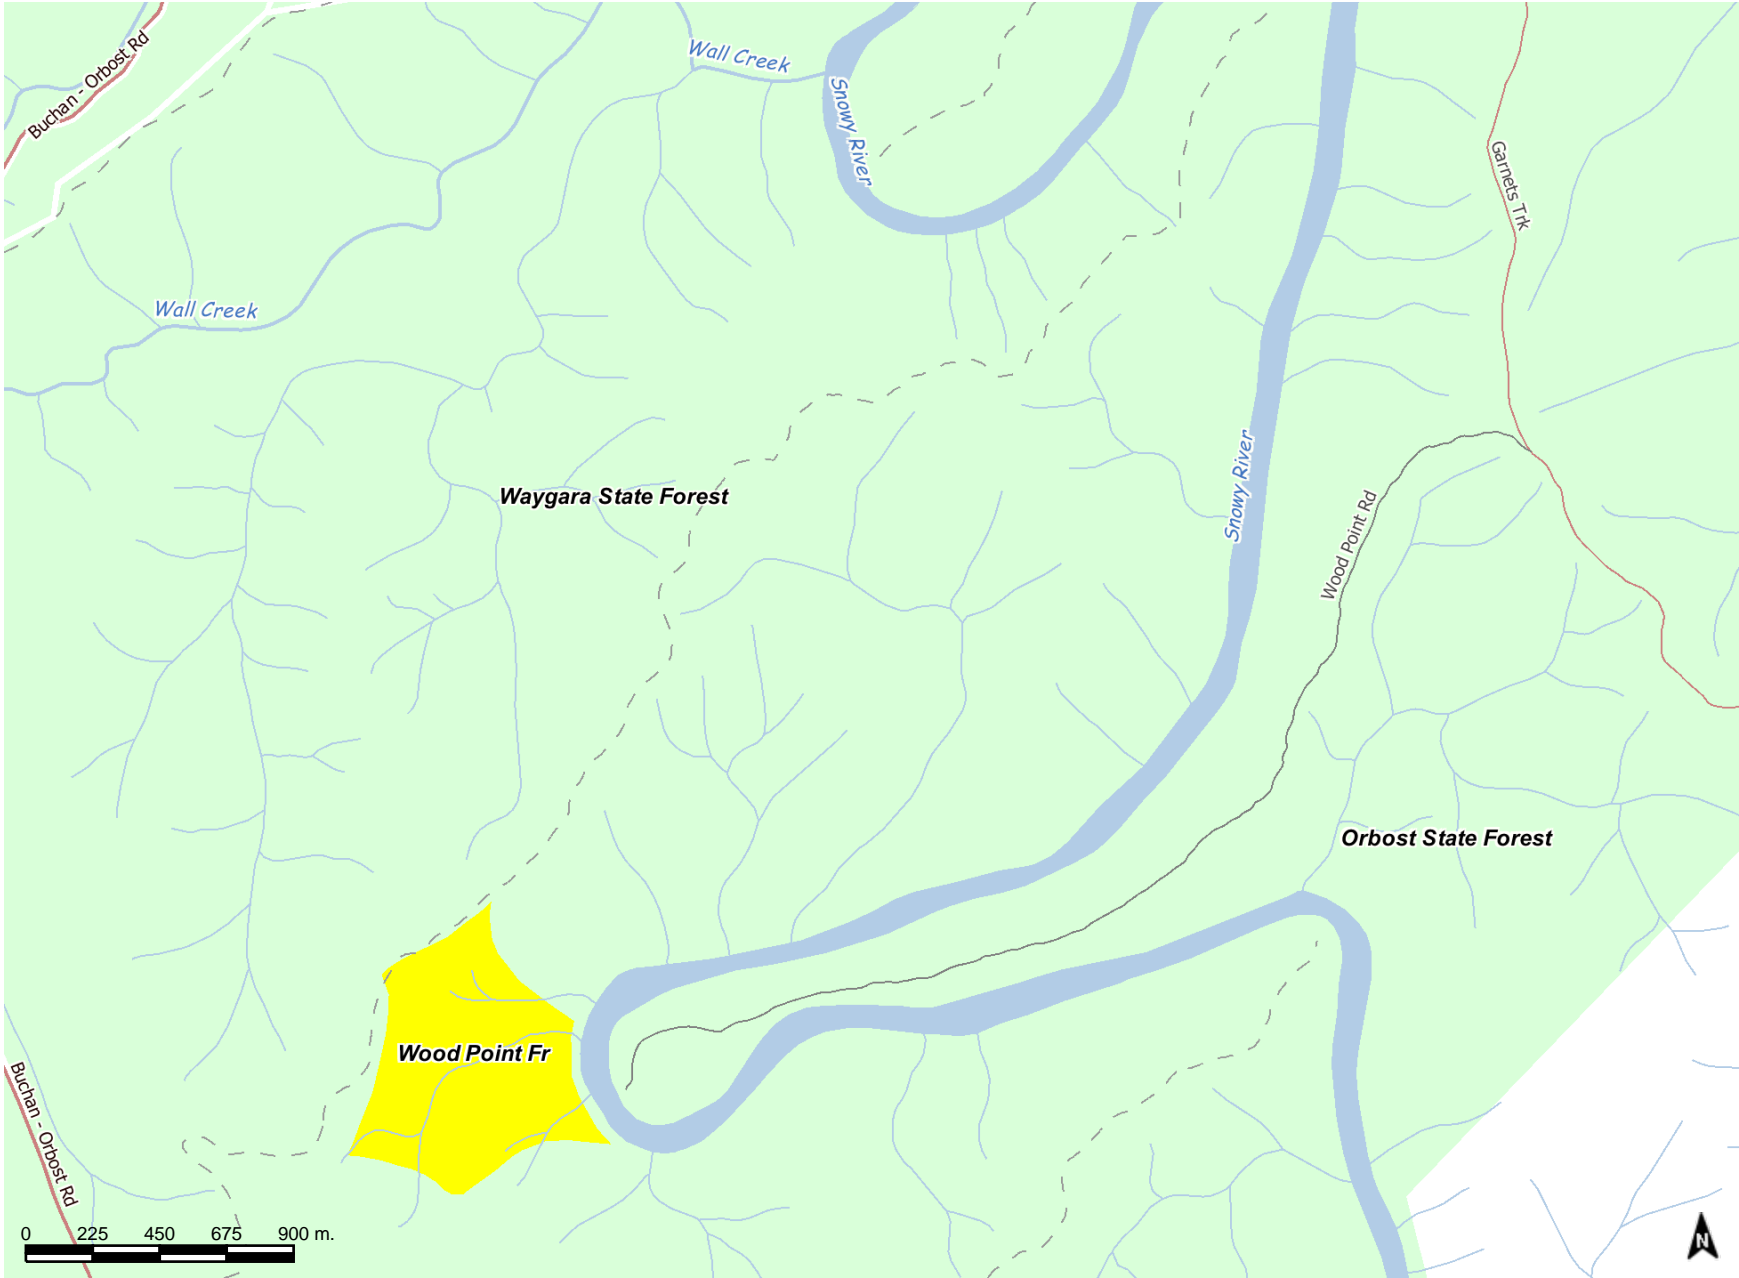 Buchan - Orbost Rd
Wall Creek
Snowy River
Garnets Trk
Wall Creek
Waygara State Forest
Snowy River
Wood Point Rd
Orbost State Forest
Wood Point Fr
Buchan - Orbost Rd
0 225 450 675 900 m.
N